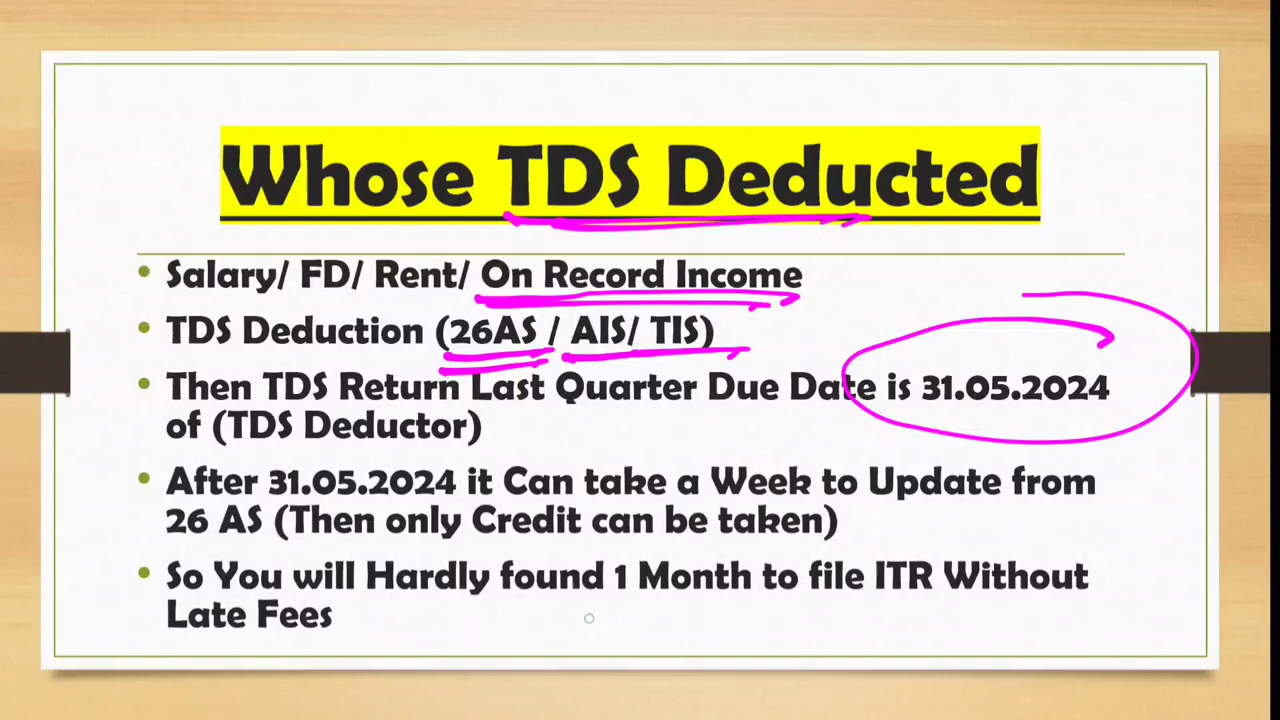 Whose TDS Deducted
• Salary/ FD/ Rent/ On Record Income
• TDS Deduction (26AS / AIS/ TIS)
• Then TDS Return Last Quarter Due Date is 31.05.2024
of (TDS Deductor)
• After 31.05.2024 it Can take a Week to Update from
26 AS (Then only Credit can be taken)
• So You will Hardly found 1 Month to file ITR Without
Late Fees